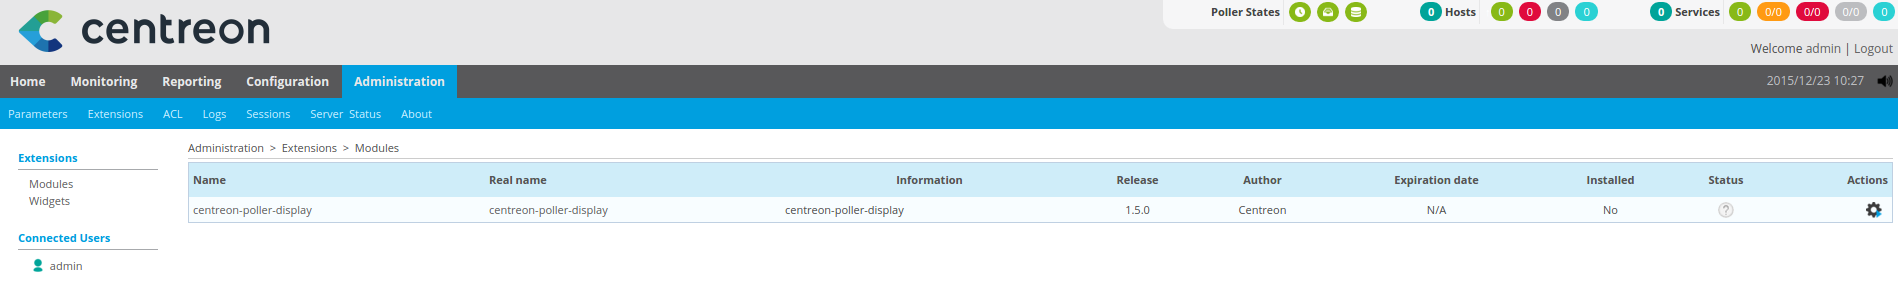 centreon
Poller States 0 Hosts 0 0 0 0 0 Services 0 0/0 0/0 0/0 0
Welcome admin | Logout
Home Monitoring Reporting Configuration Administration 2015/12/23 10:27
Parameters Extensions ACL Logs Sessions Server Status About
Extensions
Modules
Widgets
Connected Users
admin
Administration > Extensions > Modules
Name Real name Information Release Author Expiration date Installed Status Actions
centreon-poller-display centreon-poller-display centreon-poller-display 1.5.0 Centreon N/A No ?